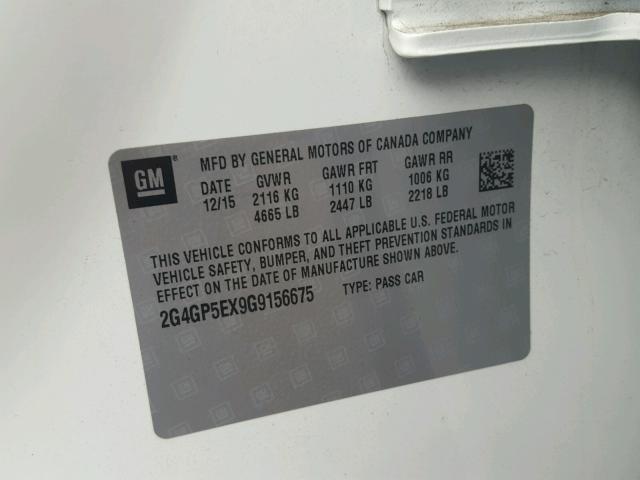 GM
MFD BY GENERAL MOTORS OF CANADA COMPANY
DATE GVWR GAWR FRT GAWR RR
12/15 2116 KG 1110 KG 1006 KG
4665 LB 2447 LB 2218 LB
THIS VEHICLE CONFORMS TO ALL APPLICABLE U.S. FEDERAL MOTOR
VEHICLE SAFETY, BUMPER, AND THEFT PREVENTION STANDARDS IN
EFFECT ON THE DATE OF MANUFACTURE SHOWN ABOVE.
2G4GP5EX9G9156675 TYPE: PASS CAR